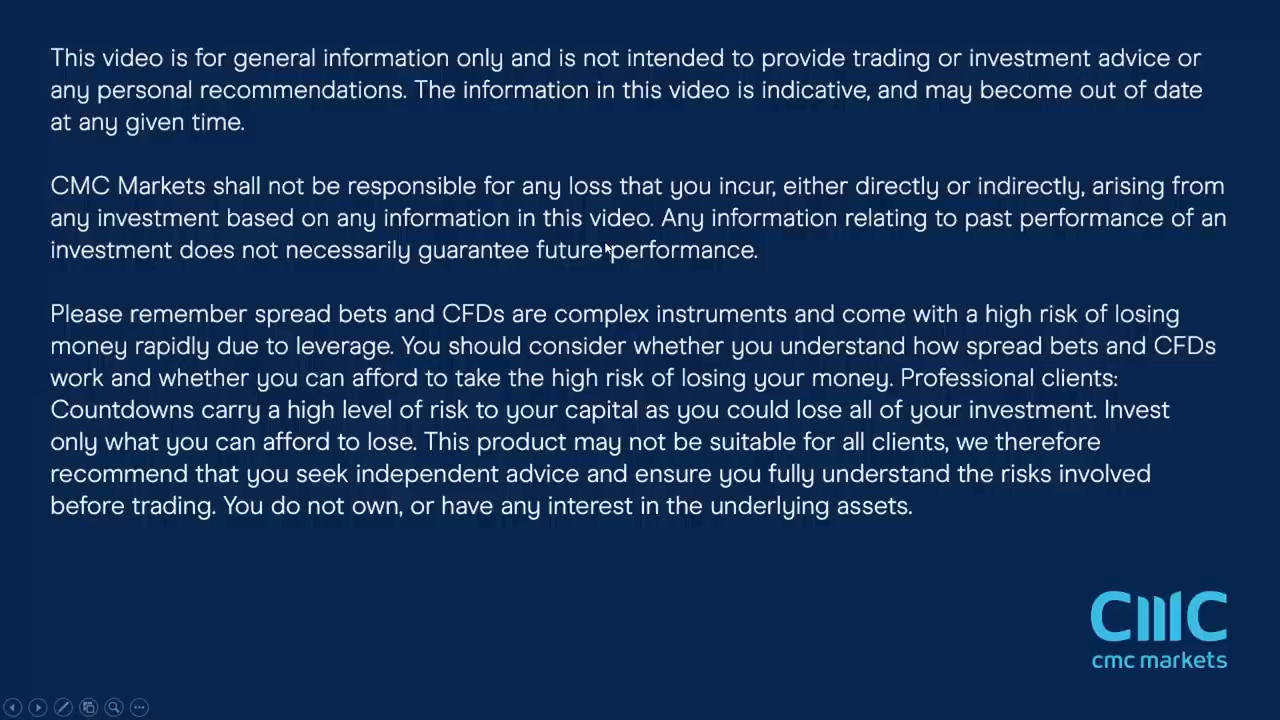 This video is for general information only and is not intended to provide trading or investment advice or
any personal recommendations. The information in this video is indicative, and may become out of date
at any given time.
CMC Markets shall not be responsible for any loss that you incur, either directly or indirectly, arising from
any investment based on any information in this video. Any information relating to past performance of an
investment does not necessarily guarantee future performance.
Please remember spread bets and CFDs are complex instruments and come with a high risk of losing
money rapidly due to leverage. You should consider whether you understand how spread bets and CFDs
work and whether you can afford to take the high risk of losing your money. Professional clients:
Countdowns carry a high level of risk to your capital as you could lose all of your investment. Invest
only what you can afford to lose. This product may not be suitable for all clients, we therefore
recommend that you seek independent advice and ensure you fully understand the risks involved
before trading. You do not own, or have any interest in the underlying assets.
CMC
cmc markets